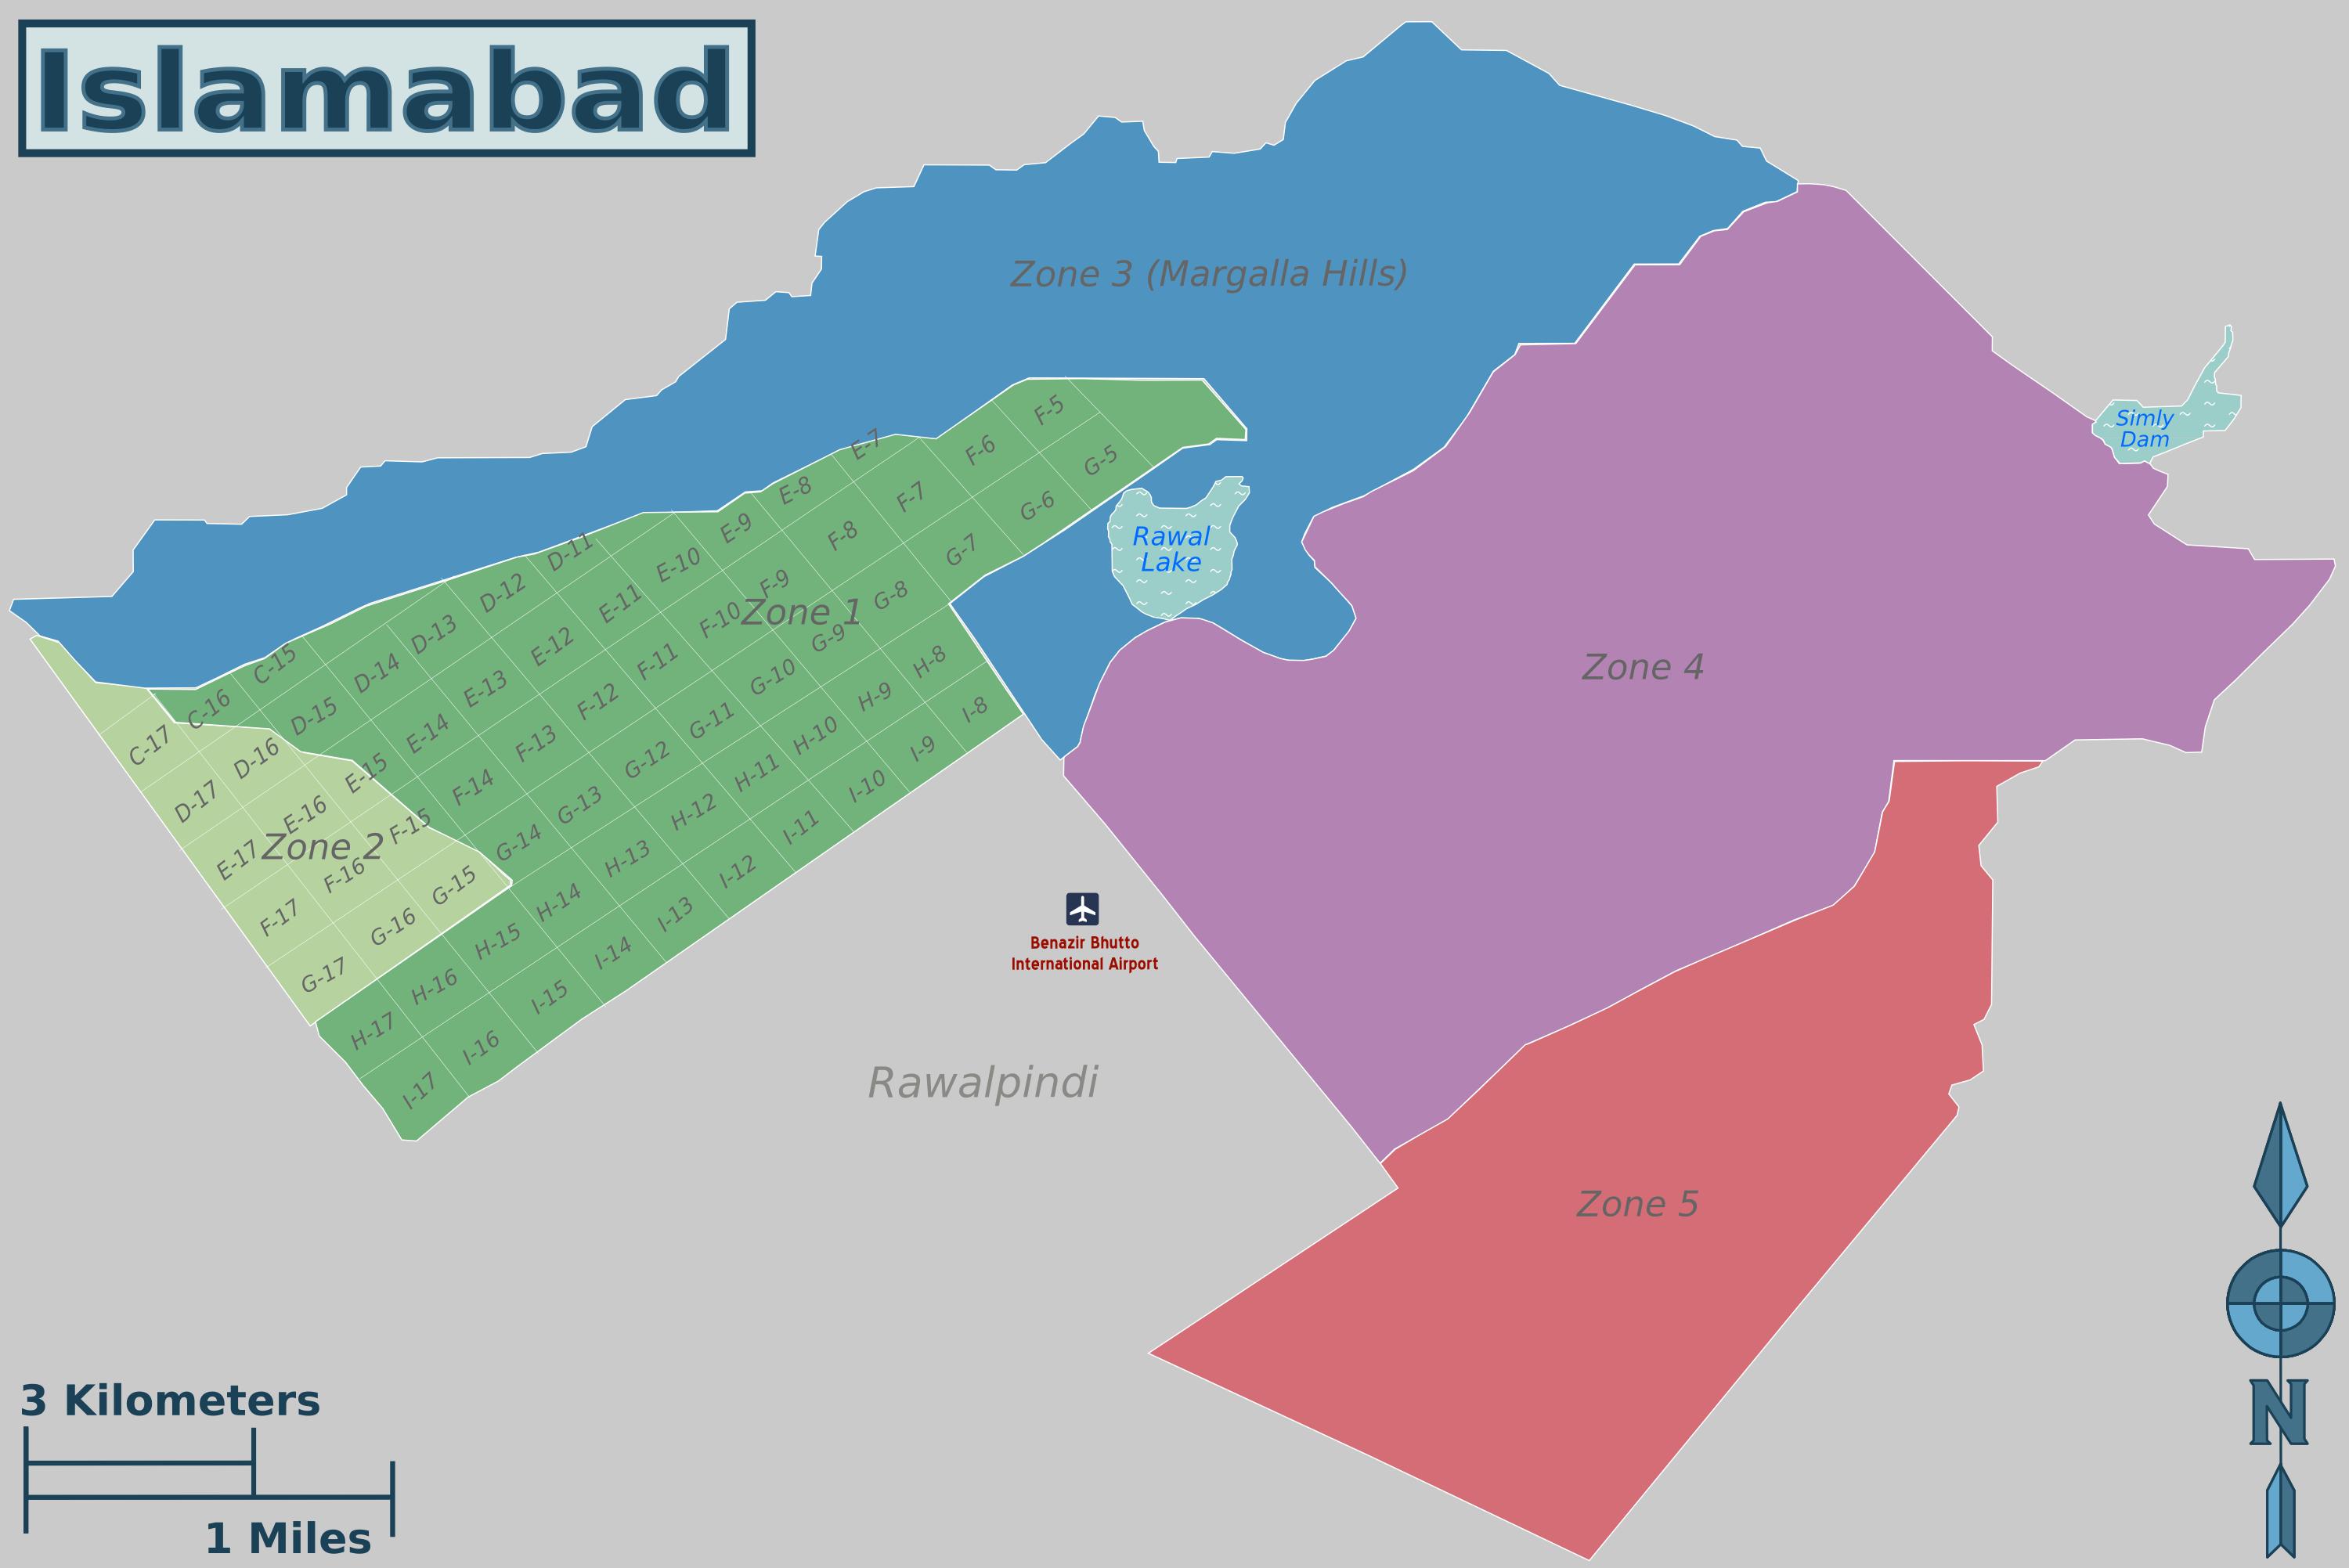 Islamabad
Zone 3 (Margalla Hills)
Simly
Dam
Rawal
Lake
Zone 1
Zone 4
Zone 2
Zone 5
Benazir Bhutto
International Airport
Rawalpindi
C-15
C-16
C-17
D-11
D-12
D-13
D-14
D-15
D-16
D-17
E-7
E-8
E-9
E-10
E-11
E-12
E-13
E-14
E-15
E-16
E-17
F-5
F-6
F-7
F-8
F-9
F-10
F-11
F-12
F-13
F-14
F-15
F-16
F-17
G-5
G-6
G-7
G-8
G-9
G-10
G-11
G-12
G-13
G-14
G-15
G-16
G-17
H-8
H-9
H-10
H-11
H-12
H-13
H-14
H-15
H-16
H-17
I-8
I-9
I-10
I-11
I-12
I-13
I-14
I-15
I-16
I-17
3 Kilometers
1 Miles
N